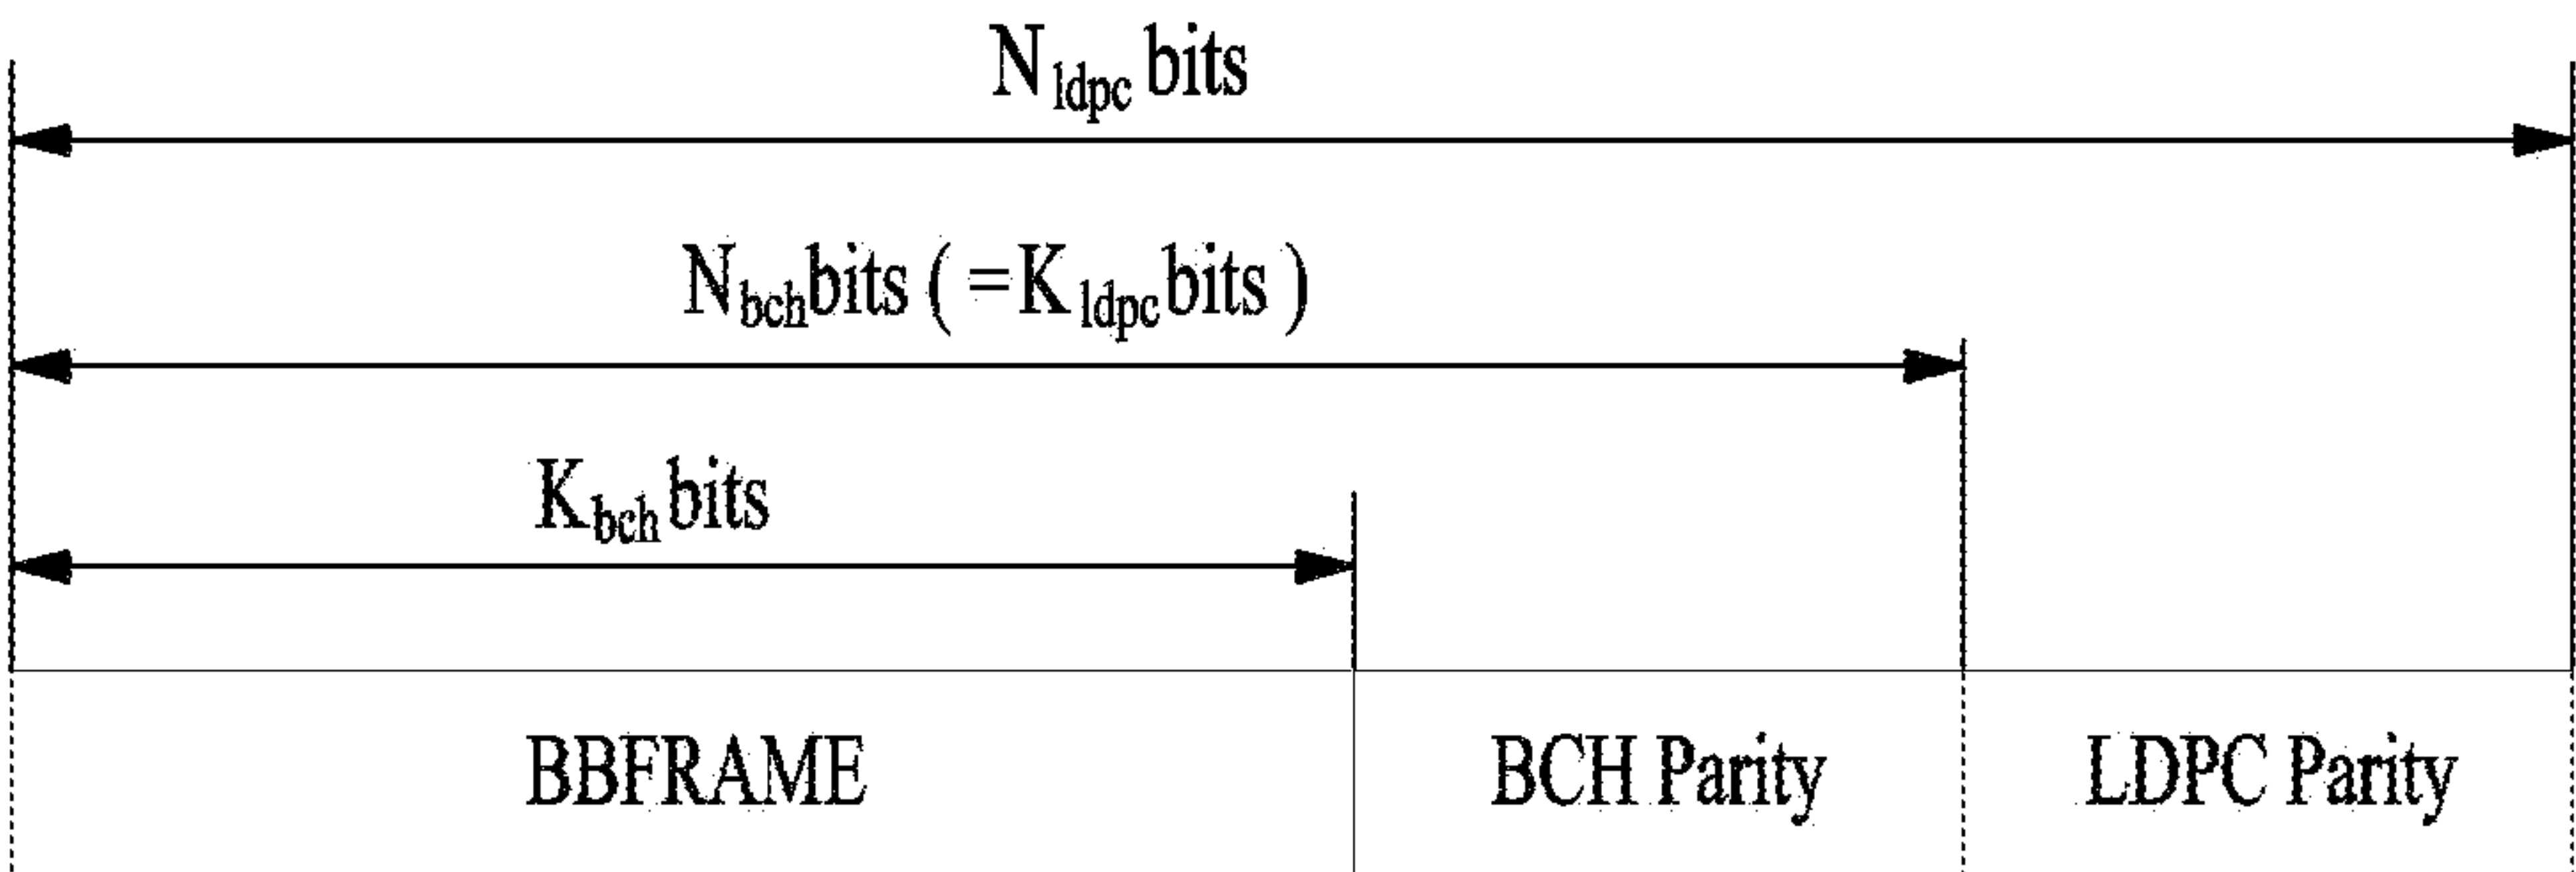 N ldpc bits
N bch bits ( = K ldpc bits )
K bch bits
BBFRAME BCH Parity LDPC Parity